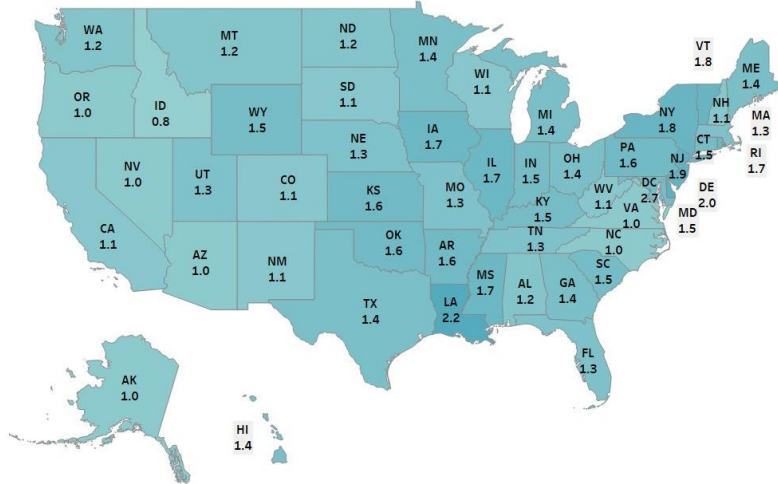 WA
1.2
MT
1.2
ND
1.2
MN
1.4
VT
1.8
ME
1.4
OR
1.0
ID
0.8
SD
1.1
WI
1.1
NY
1.8
NH
1.1
MA
1.3
WY
1.5
MI
1.4
CT
1.5
RI
1.7
NV
1.0
UT
1.3
NE
1.3
IA
1.7
PA
1.6
NJ
1.9
CO
1.1
IL
1.7
IN
1.5
OH
1.4
DE
2.0
CA
1.1
KS
1.6
MO
1.3
KY
1.5
WV
1.1
DC
2.7
MD
1.5
VA
1.0
AZ
1.0
NM
1.1
OK
1.6
AR
1.6
TN
1.3
NC
1.0
TX
1.4
LA
2.2
MS
1.7
AL
1.2
GA
1.4
SC
1.5
FL
1.3
AK
1.0
HI
1.4